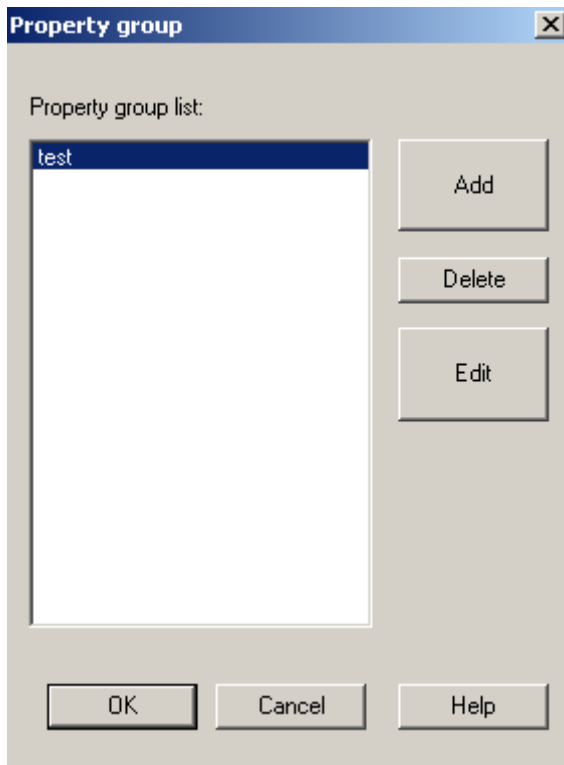 Property group
Property group list:
test
Add
Delete
Edit
OK
Cancel
Help